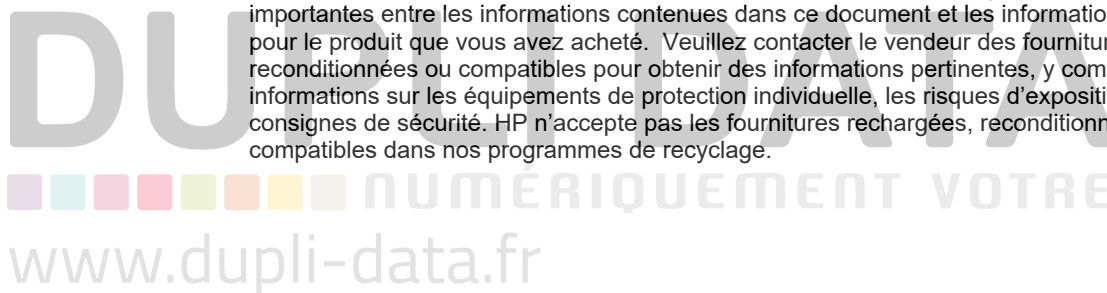 importantes entre les informations contenues dans ce document et les informatio
pour le produit que vous avez acheté. Veuillez contacter le vendeur des fournitur
reconditionnées ou compatibles pour obtenir des informations pertinentes, y com
informations sur les équipements de protection individuelle, les risques d’expositi
consignes de sécurité. HP n’accepte pas les fournitures rechargées, reconditionn
compatibles dans nos programmes de recyclage.
DUPLI DATA
NUMÉRIQUEMENT VOTRE
www.dupli-data.fr